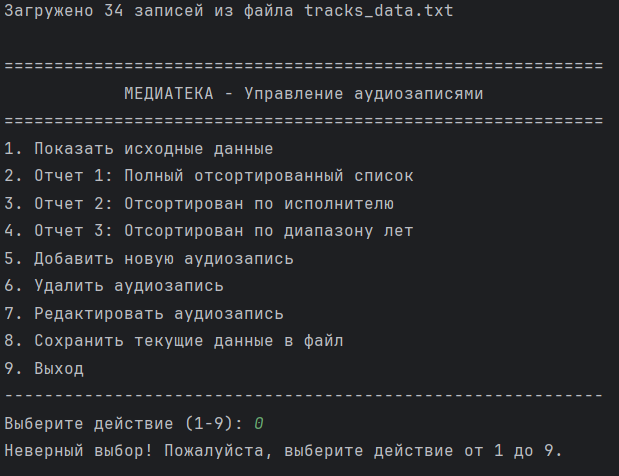 Загружено 34 записей из файла tracks_data.txt
============================================================
МЕДИАТЕКА - Управление аудиозаписями
============================================================
1. Показать исходные данные
2. Отчет 1: Полный отсортированный список
3. Отчет 2: Отсортирован по исполнителю
4. Отчет 3: Отсортирован по диапазону лет
5. Добавить новую аудиозапись
6. Удалить аудиозапись
7. Редактировать аудиозапись
8. Сохранить текущие данные в файл
9. Выход
------------------------------------------------------------
Выберите действие (1-9): 0
Неверный выбор! Пожалуйста, выберите действие от 1 до 9.